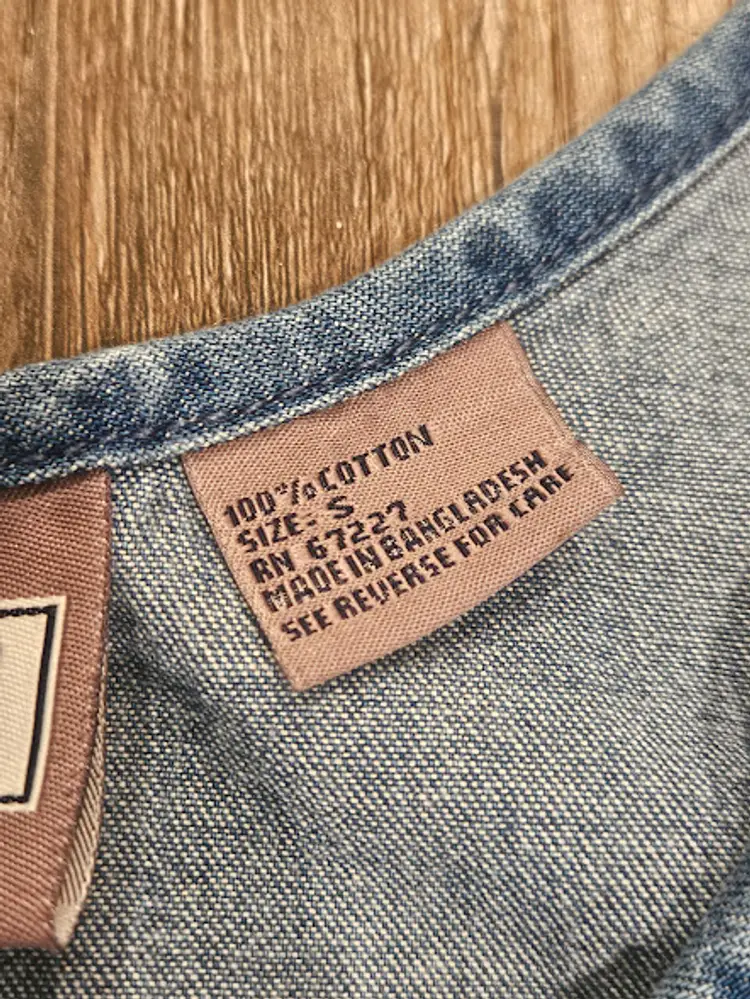 100% COTTON
SIZE: S
RN 67227
MADE IN BANGLADESH
SEE REVERSE FOR CARE